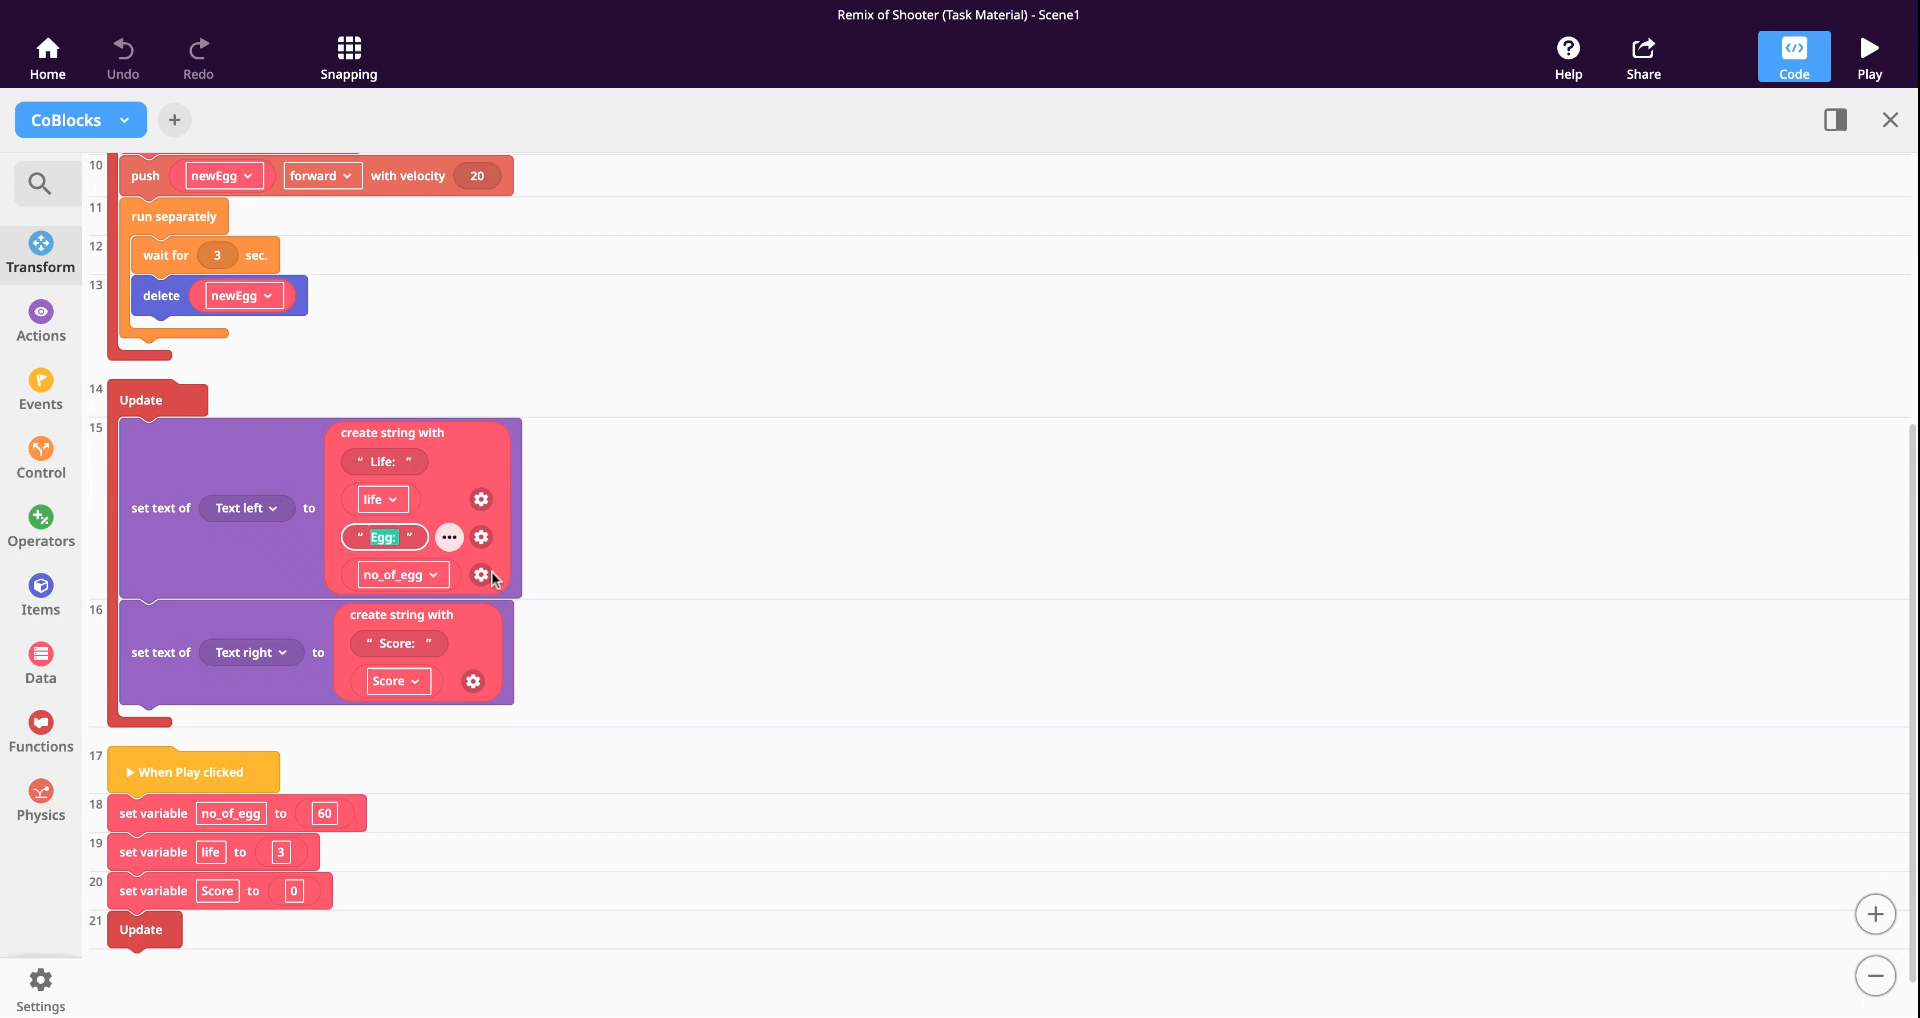 Remix of Shooter (Task Material) - Scene1
Home Undo Redo Snapping Help Share Code Play
CoBlocks +
10 push newEgg forward with velocity 20
11 run separately
12 wait for 3 sec.
13 delete newEgg
14 Update
15 set text of Text left to create string with
“ Life: ”
life
“ Egg: ” •••
no_of_egg
16 set text of Text right to create string with
“ Score: ”
Score
17 When Play clicked
18 set variable no_of_egg to 60
19 set variable life to 3
20 set variable Score to 0
21 Update
Transform
Actions
Events
Control
Operators
Items
Data
Functions
Physics
Settings